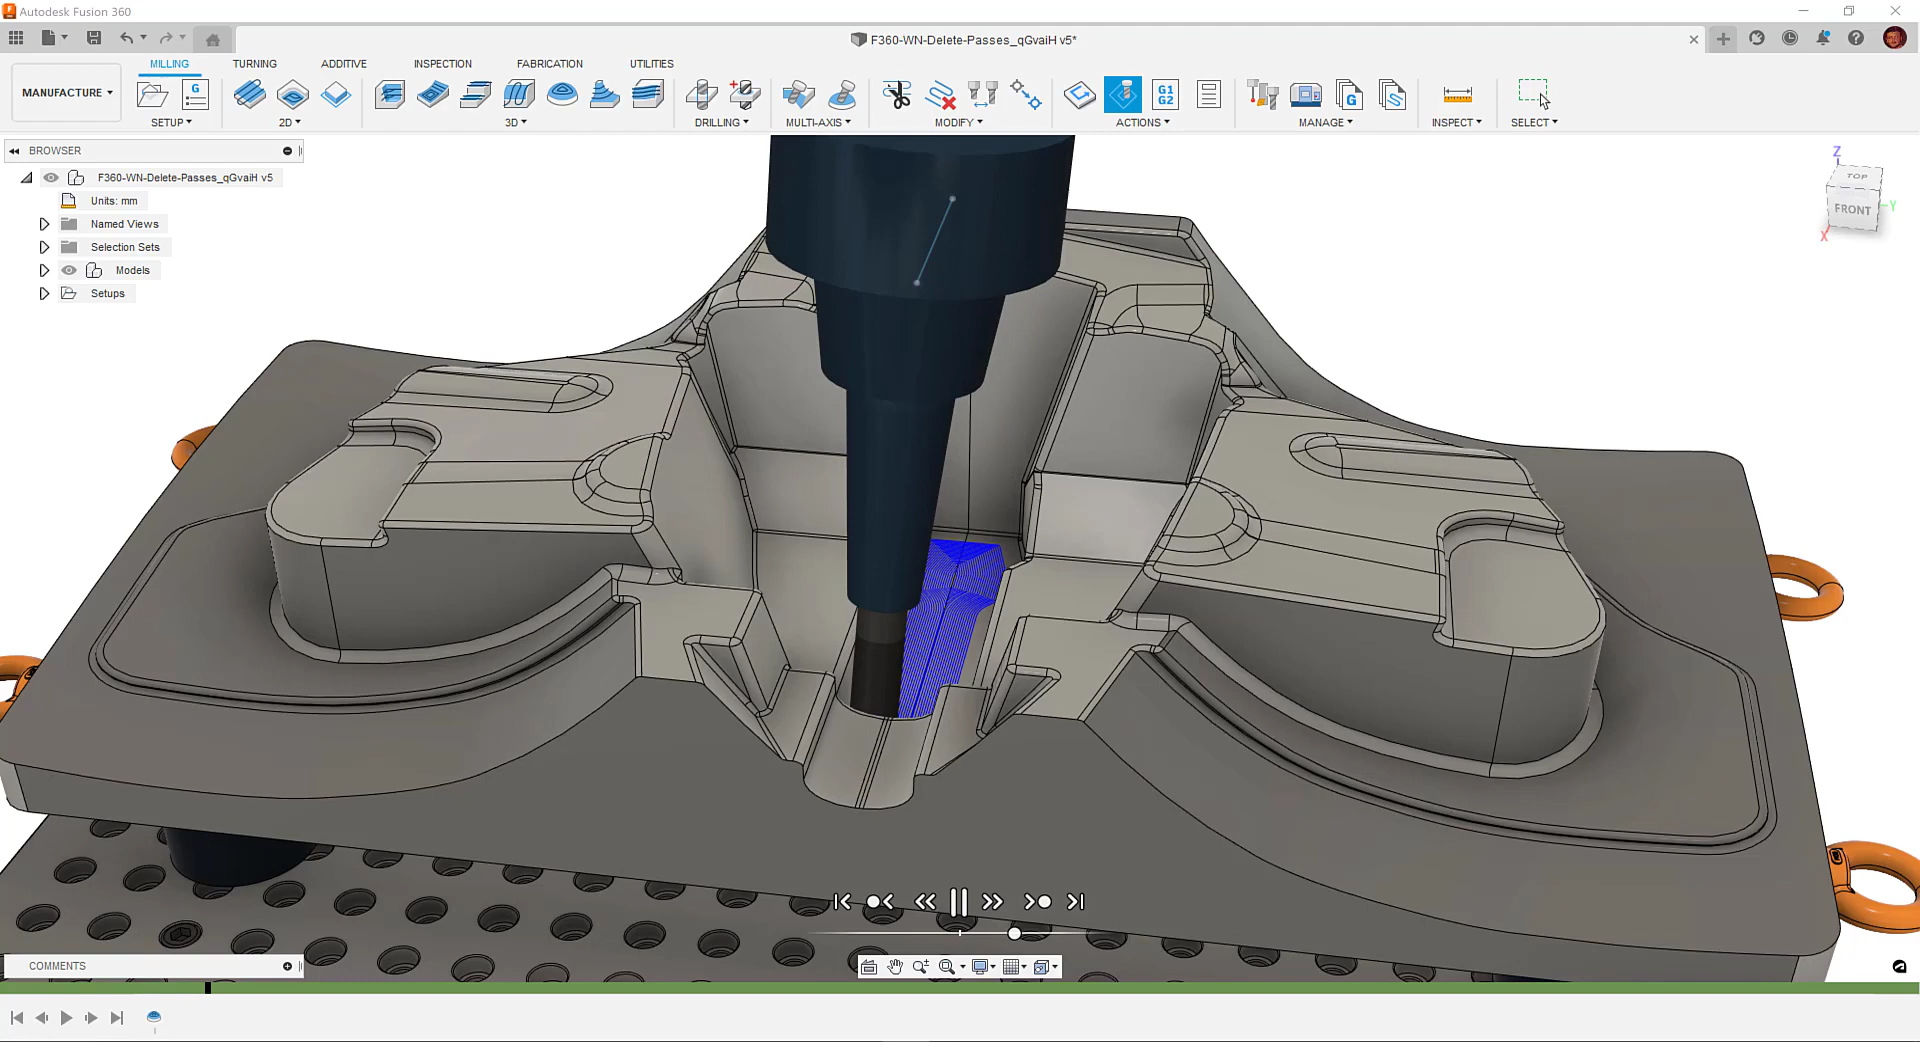 Autodesk Fusion 360
F360-WN-Delete-Passes_qGvaiH v5*
MILLING TURNING ADDITIVE INSPECTION FABRICATION UTILITIES
MANUFACTURE
G
G1
G2
G
SETUP 2D 3D DRILLING MULTI-AXIS MODIFY ACTIONS MANAGE INSPECT SELECT
BROWSER
F360-WN-Delete-Passes_qGvaiH v5
Units: mm
Named Views
Selection Sets
Models
Setups
Z
TOP
FRONT
Y
X
COMMENTS